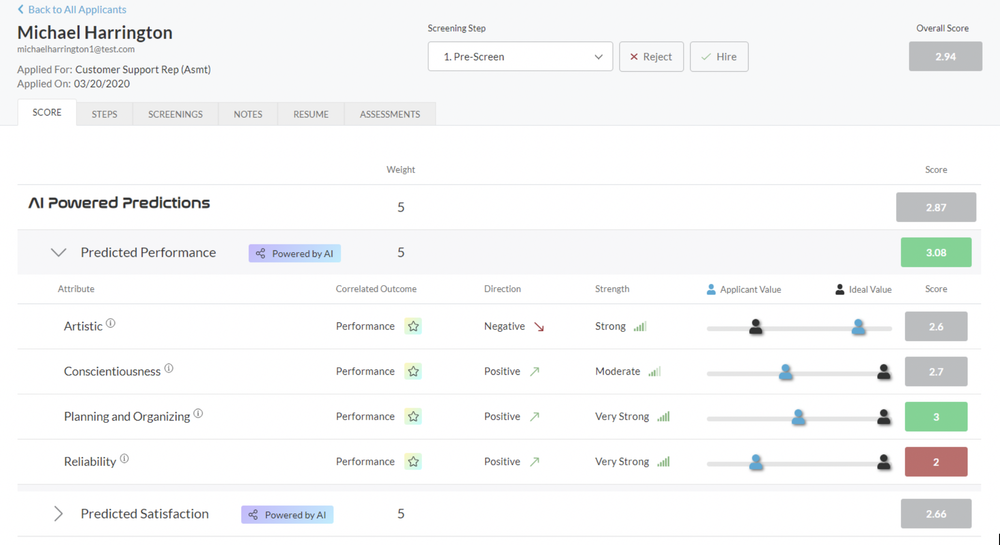 Back to All Applicants
Michael Harrington
michaelharrington1@test.com
Applied For: Customer Support Rep (Asmt)
Applied On: 03/20/2020
Screening Step
1. Pre-Screen
Reject
Hire
Overall Score
2.94
SCORE STEPS SCREENINGS NOTES RESUME ASSESSMENTS
Weight Score
AI Powered Predictions 5 2.87
Predicted Performance Powered by AI 5 3.08
Attribute Correlated Outcome Direction Strength Applicant Value Ideal Value Score
Artistic Performance Negative Strong 2.6
Conscientiousness Performance Positive Moderate 2.7
Planning and Organizing Performance Positive Very Strong 3
Reliability Performance Positive Very Strong 2
Predicted Satisfaction Powered by AI 5 2.66